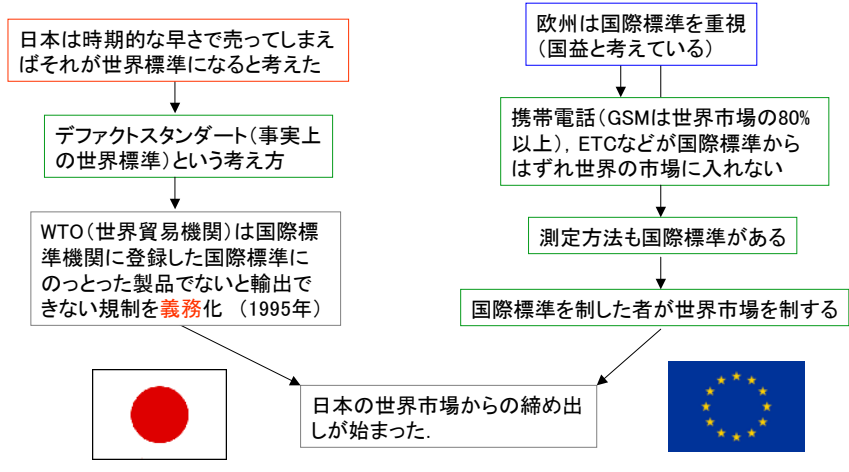 日本は時期的な早さで売ってしまえ
ばそれが世界標準になると考えた
デファクトスタンダート(事実上
の世界標準)という考え方
WTO(世界貿易機関)は国際標
準機関に登録した国際標準に
のっとった製品でないと輸出で
きない規制を義務化 (1995年)
欧州は国際標準を重視
(国益と考えている)
携帯電話(GSMは世界市場の80%
以上), ETCなどが国際標準から
はずれ世界の市場に入れない
測定方法も国際標準がある
国際標準を制した者が世界市場を制する
日本の世界市場からの締め出
しが始まった.